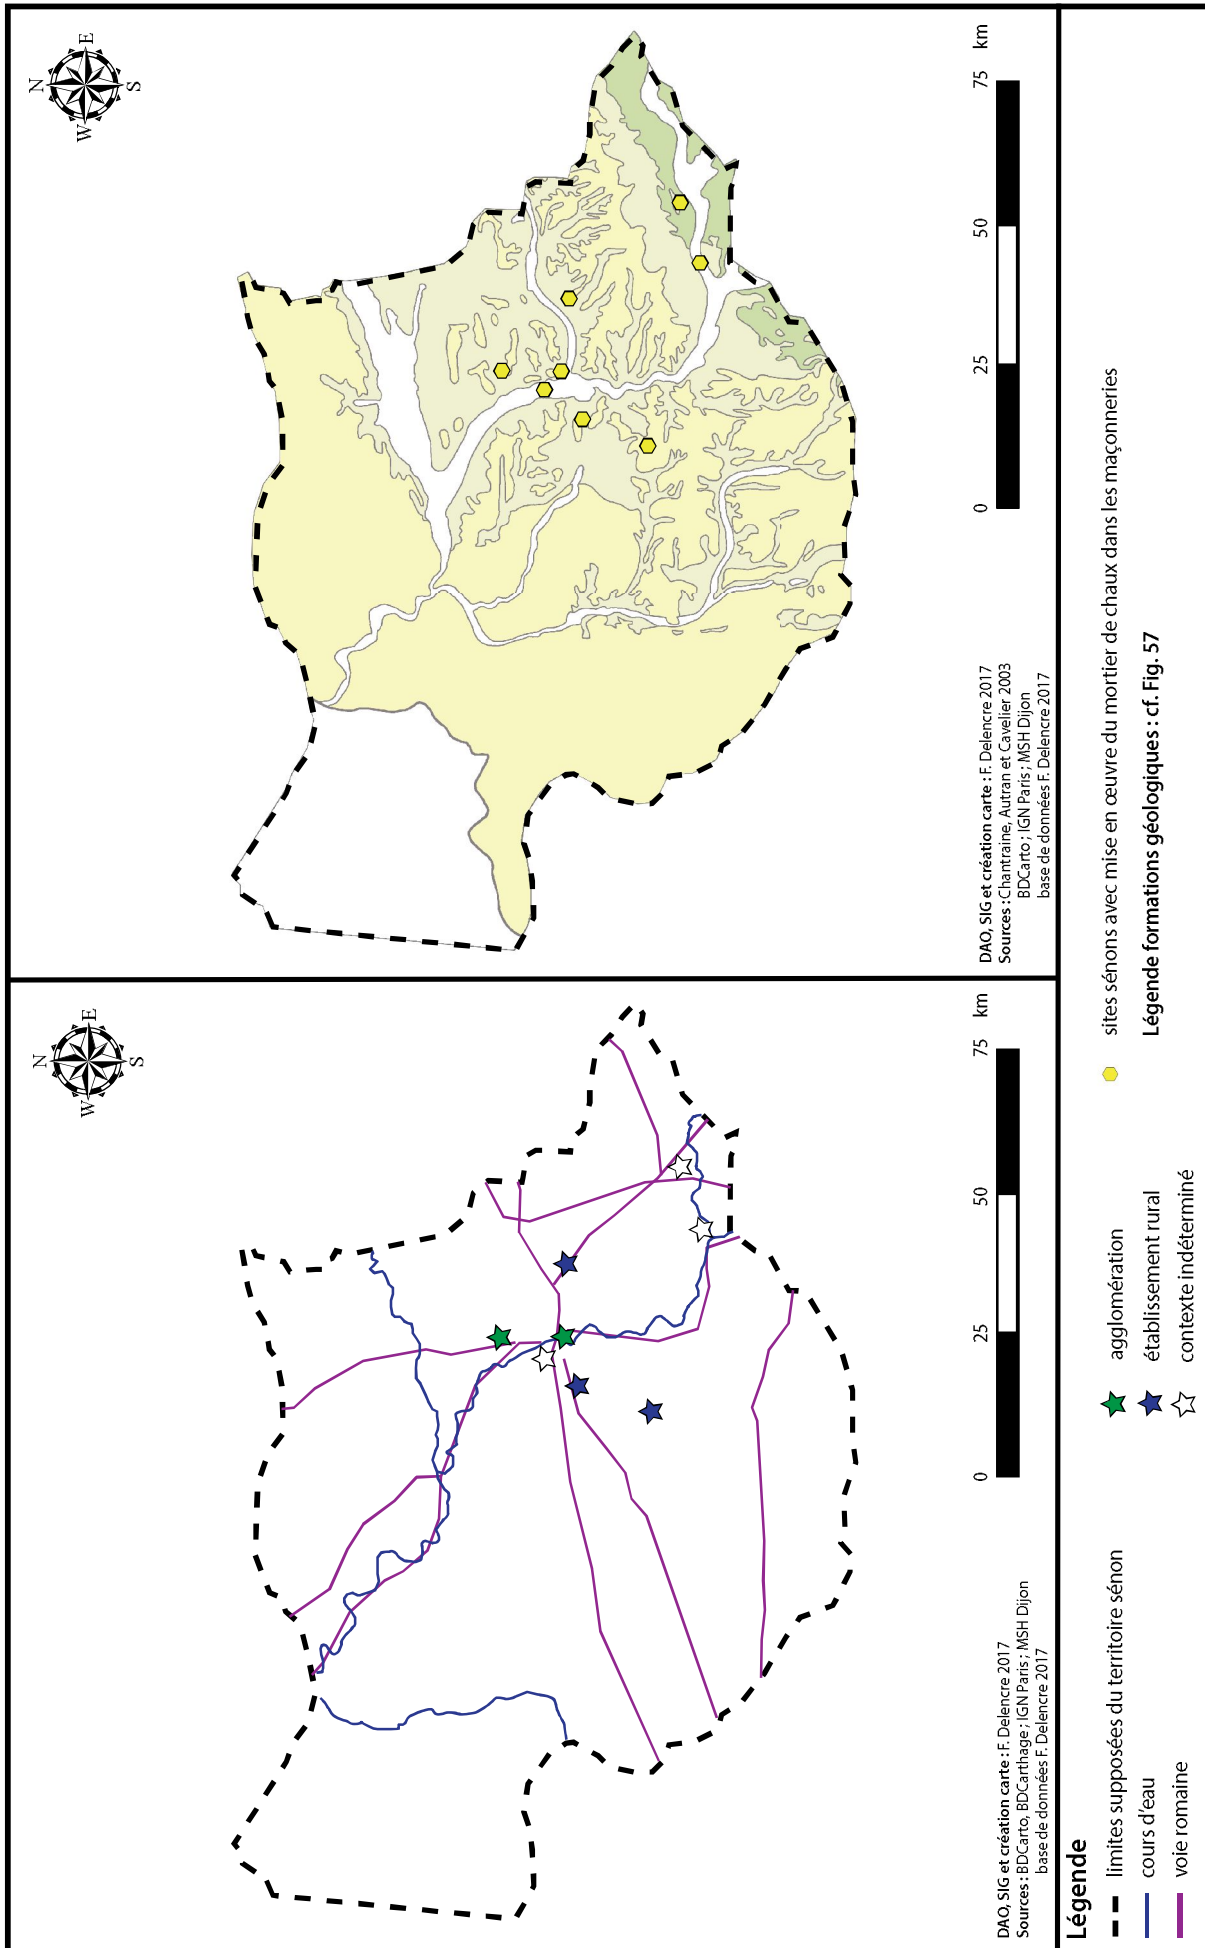 N
E
S
W
75 km
50
25
0
DAO, SIG et création carte : F. Delencre 2017
Sources : Chantraine, Autran et Cavelier 2003
BDCarto ; IGN Paris ; MSH Dijon
base de données F. Delencre 2017
N
E
S
W
75 km
50
25
0
DAO, SIG et création carte : F. Delencre 2017
Sources : BDCarto, BDCarthage ; IGN Paris ; MSH Dijon
base de données F. Delencre 2017
Légende
limites supposées du territoire sénon
cours d'eau
voie romaine
agglomération
établissement rural
contexte indéterminé
sites sénons avec mise en œuvre du mortier de chaux dans les maçonneries
Légende formations géologiques : cf. Fig. 57